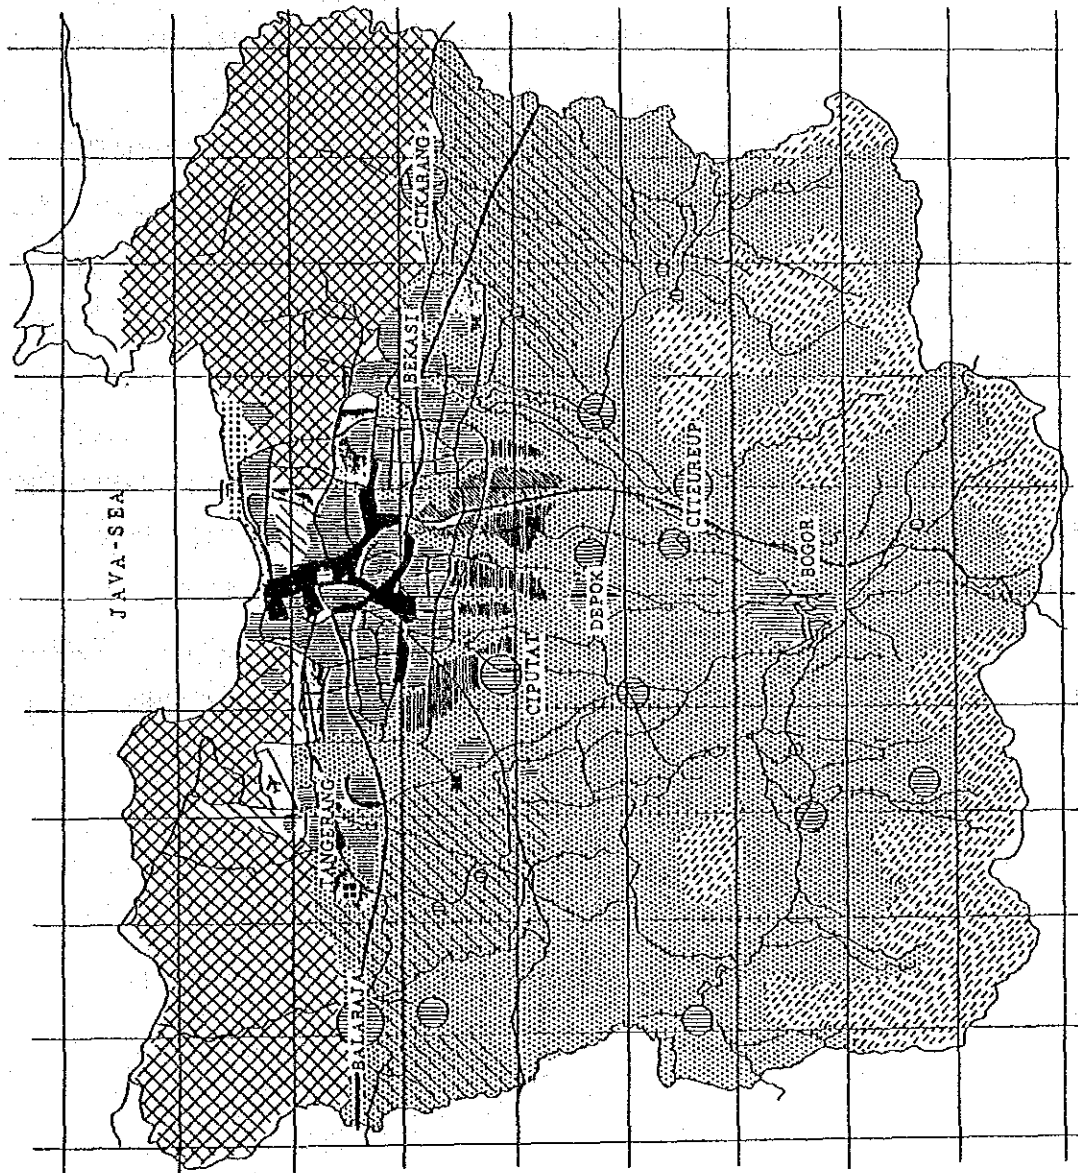 JAVA-SEA
TANGERANG
BALARAJA
BEKASI
CIKARANG
CIPUTAT
DEPOK
CITEUREUP
BOGOR